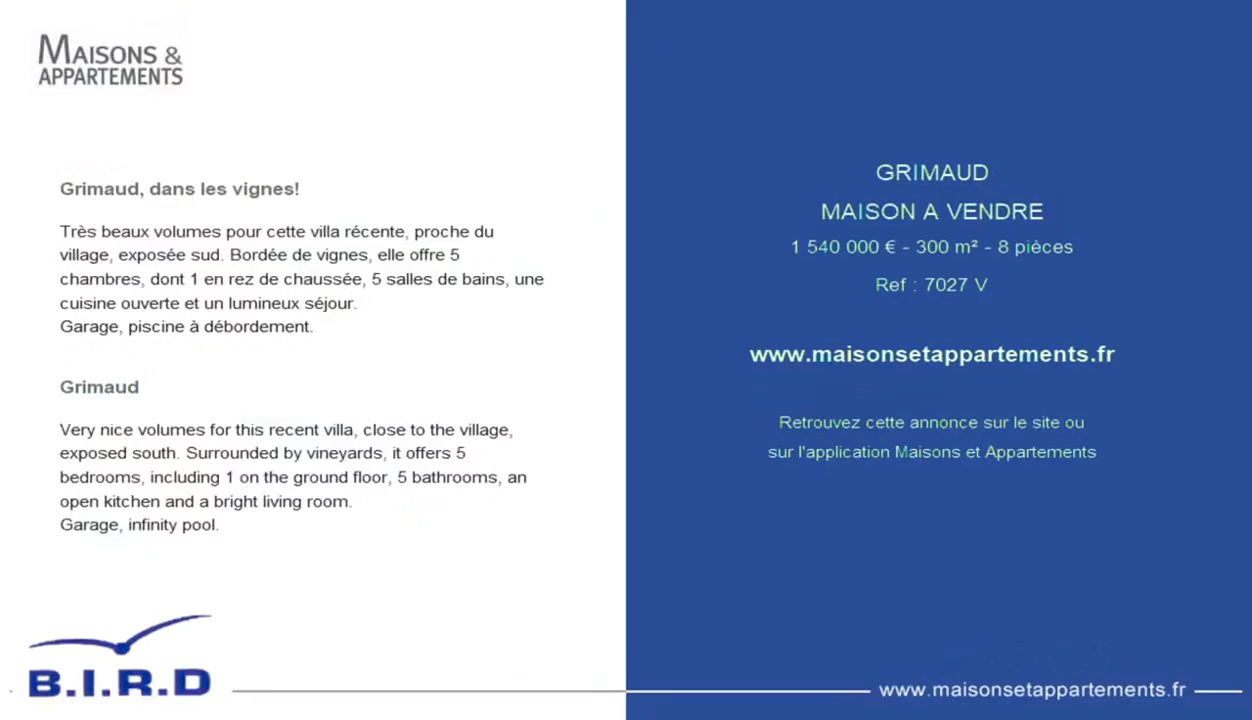 MAISONS &
APPARTEMENTS
Grimaud, dans les vignes!
Très beaux volumes pour cette villa récente, proche du
village, exposée sud. Bordée de vignes, elle offre 5
chambres, dont 1 en rez de chaussée, 5 salles de bains, une
cuisine ouverte et un lumineux séjour.
Garage, piscine à débordement.
Grimaud
Very nice volumes for this recent villa, close to the village,
exposed south. Surrounded by vineyards, it offers 5
bedrooms, including 1 on the ground floor, 5 bathrooms, an
open kitchen and a bright living room.
Garage, infinity pool.
B.I.R.D
GRIMAUD
MAISON A VENDRE
1 540 000 € - 300 m² - 8 pièces
Ref : 7027 V
www.maisonsetappartements.fr
Retrouvez cette annonce sur le site ou
sur l'application Maisons et Appartements
www.maisonsetappartements.fr